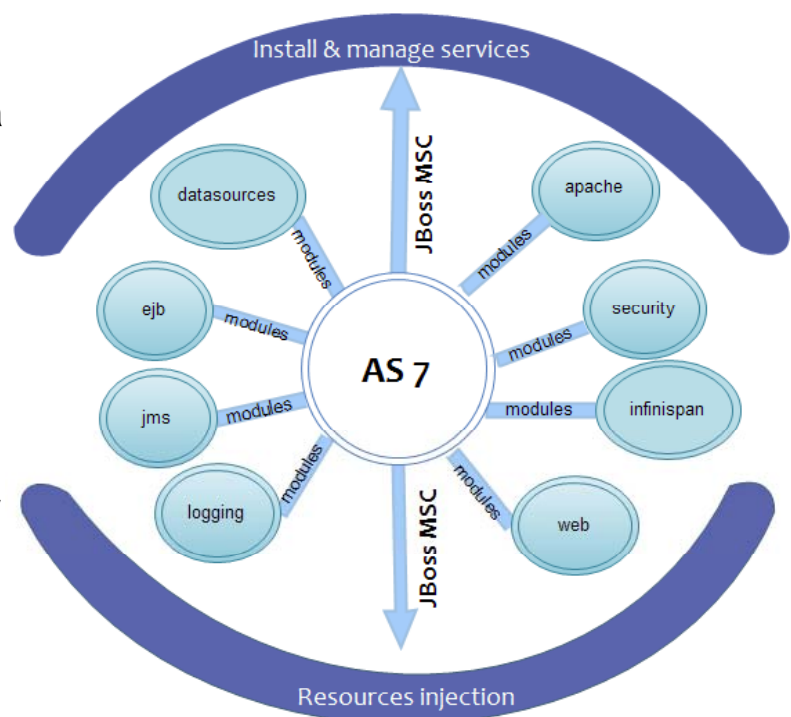 Install & manage services
JBoss MSC
datasources
modules
apache
modules
ejb
modules
security
modules
AS 7
jms
modules
infinispan
modules
logging
modules
web
modules
JBoss MSC
Resources injection